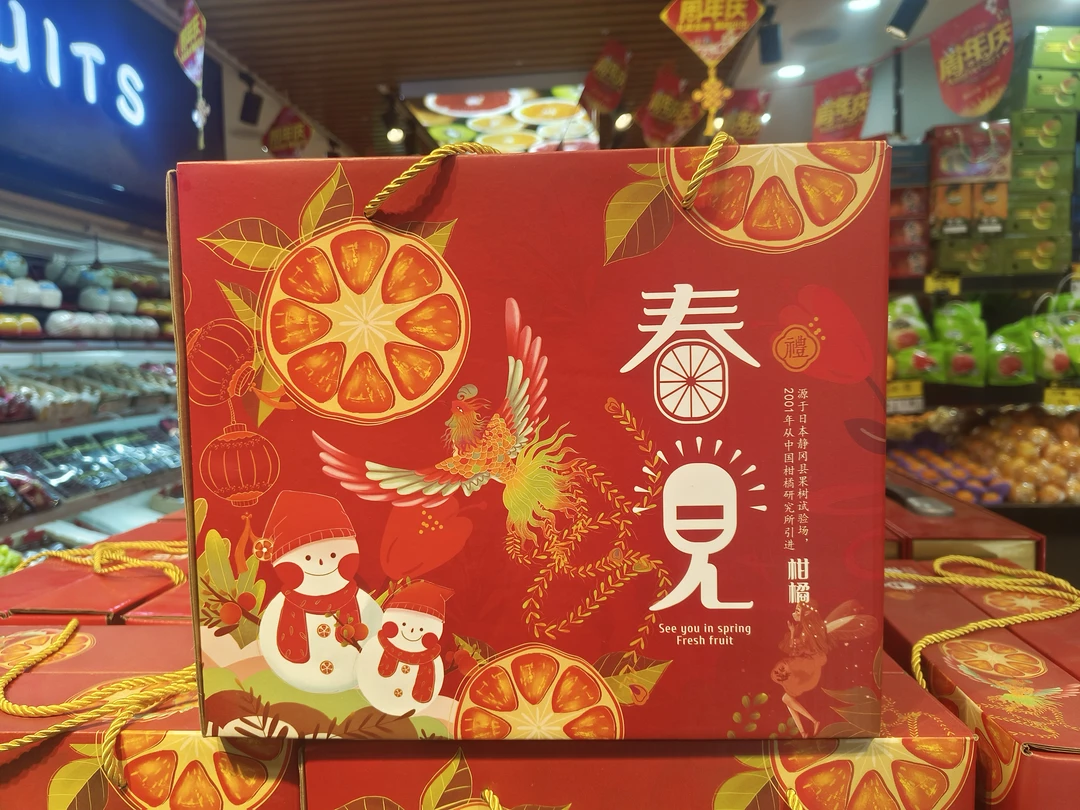 UITS
周年庆
周年庆
周年庆
春
見
禮
源于日本静冈县果树试验场,
2001年从中国柑橘研究所引进
柑橘
See you in spring
Fresh fruit